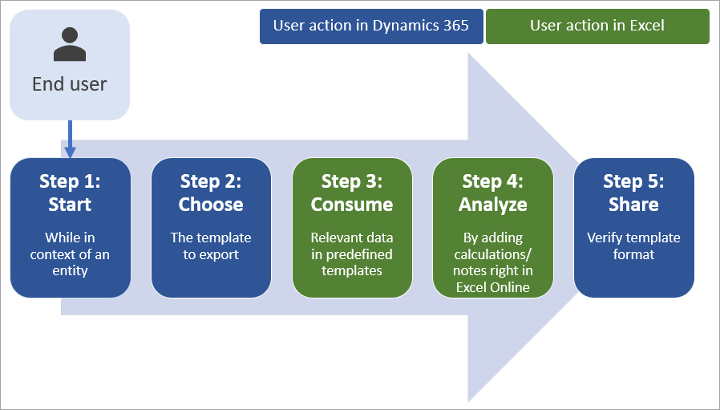 User action in Dynamics 365
User action in Excel
End user
Step 1:
Start
While in
context of an
entity
Step 2:
Choose
The template
to export
Step 3:
Consume
Relevant data
in predefined
templates
Step 4:
Analyze
By adding
calculations/
notes right in
Excel Online
Step 5:
Share
Verify template
format